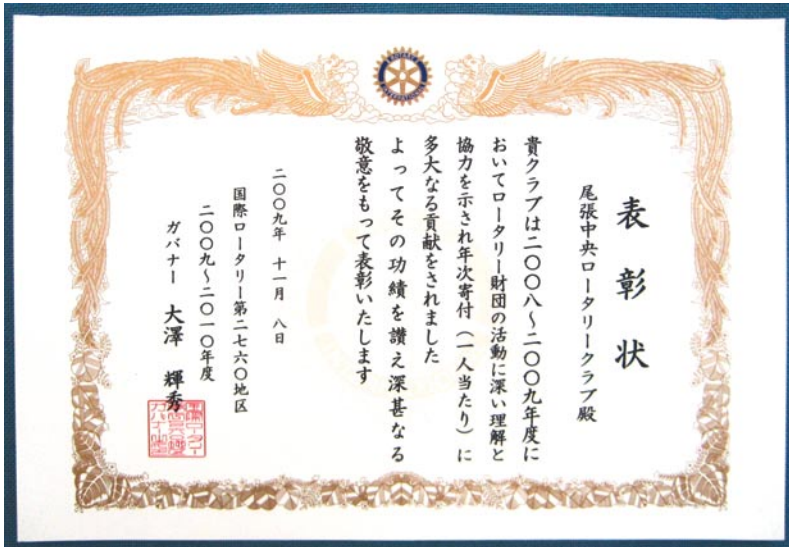 表彰状
尾張中央ロータリークラブ殿
貴クラブは二〇〇八〜二〇〇九年度に
おいてロータリー財団の活動に深い理解と
協力を示され年次寄付（一人当たり）に
多大なる貢献をされました
よってその功績を讃え深甚なる
敬意をもって表彰いたします
二〇〇九年 十一月 八日
国際ロータリー第二七六〇地区
二〇〇九〜二〇一〇年度
ガバナー 大澤 輝秀